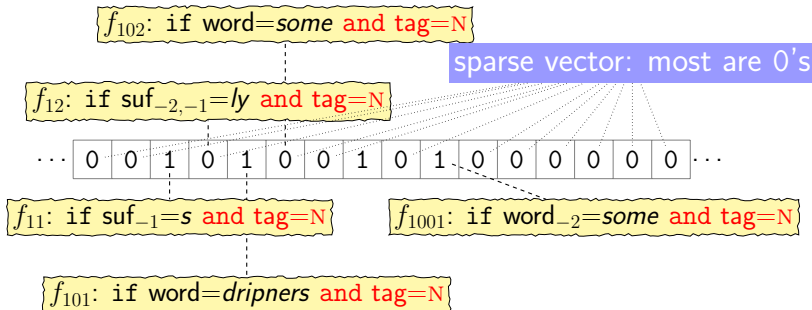 f₁₀₂: if word=some and tag=N
sparse vector: most are 0's
f₁₂: if suf₋₂,₋₁=ly and tag=N
··· 0 0 1 0 1 0 0 1 0 1 0 0 0 0 0 0 ···
f₁₁: if suf₋₁=s and tag=N
f₁₀₀₁: if word₋₂=some and tag=N
f₁₀₁: if word=dripners and tag=N